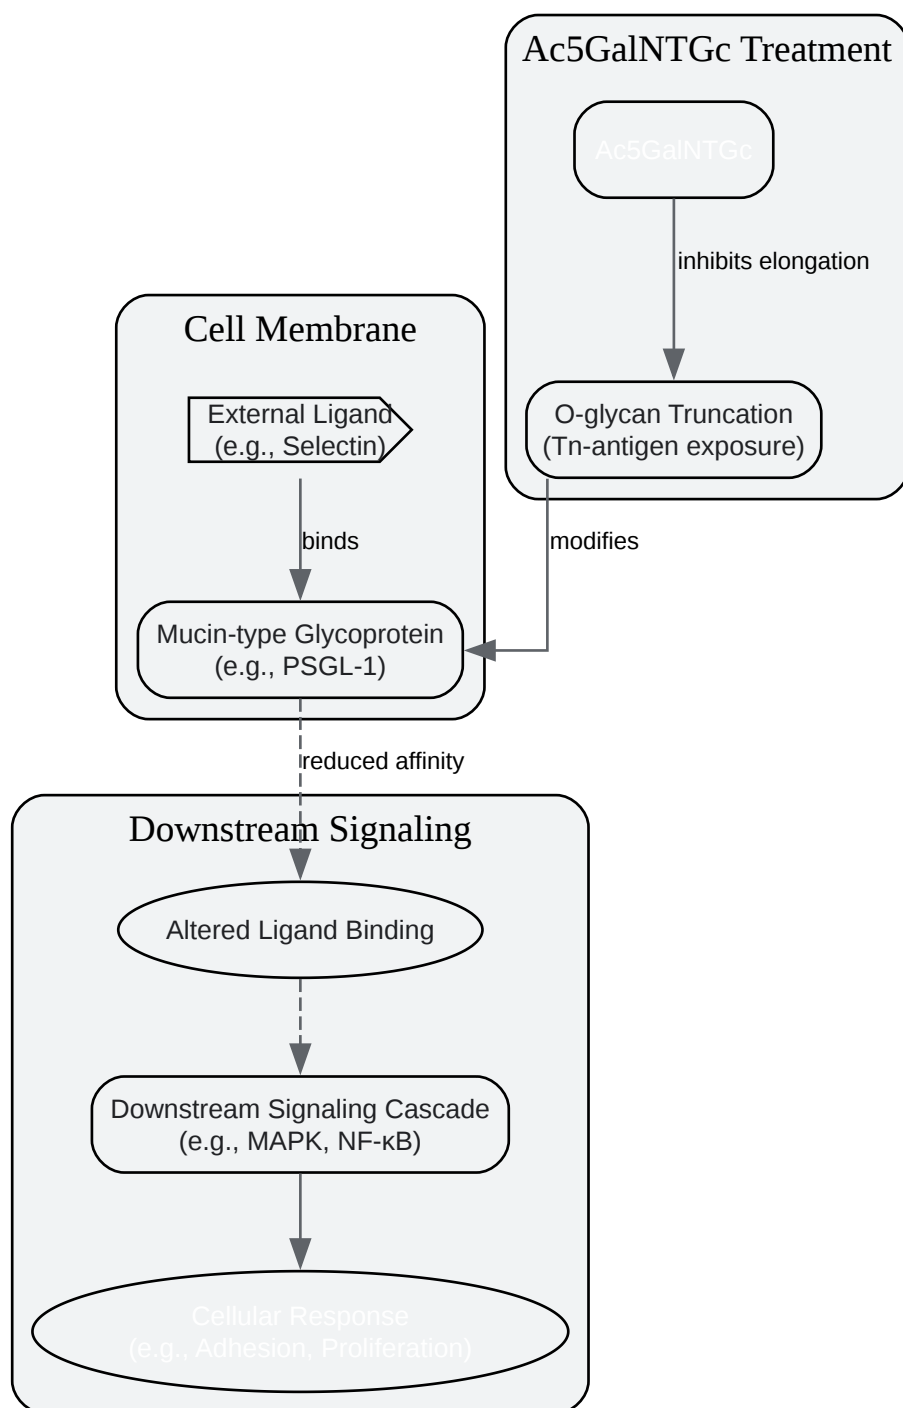 Ac5GalNTGc Treatment
Ac5GalNTGc
inhibits elongation
Cell Membrane
External Ligand
(e.g., Selectin)
O-glycan Truncation
(Tn-antigen exposure)
binds
modifies
Mucin-type Glycoprotein
(e.g., PSGL-1)
reduced affinity
Downstream Signaling
Altered Ligand Binding
Downstream Signaling Cascade
(e.g., MAPK, NF-κB)
Cellular Response
(e.g., Adhesion, Proliferation)